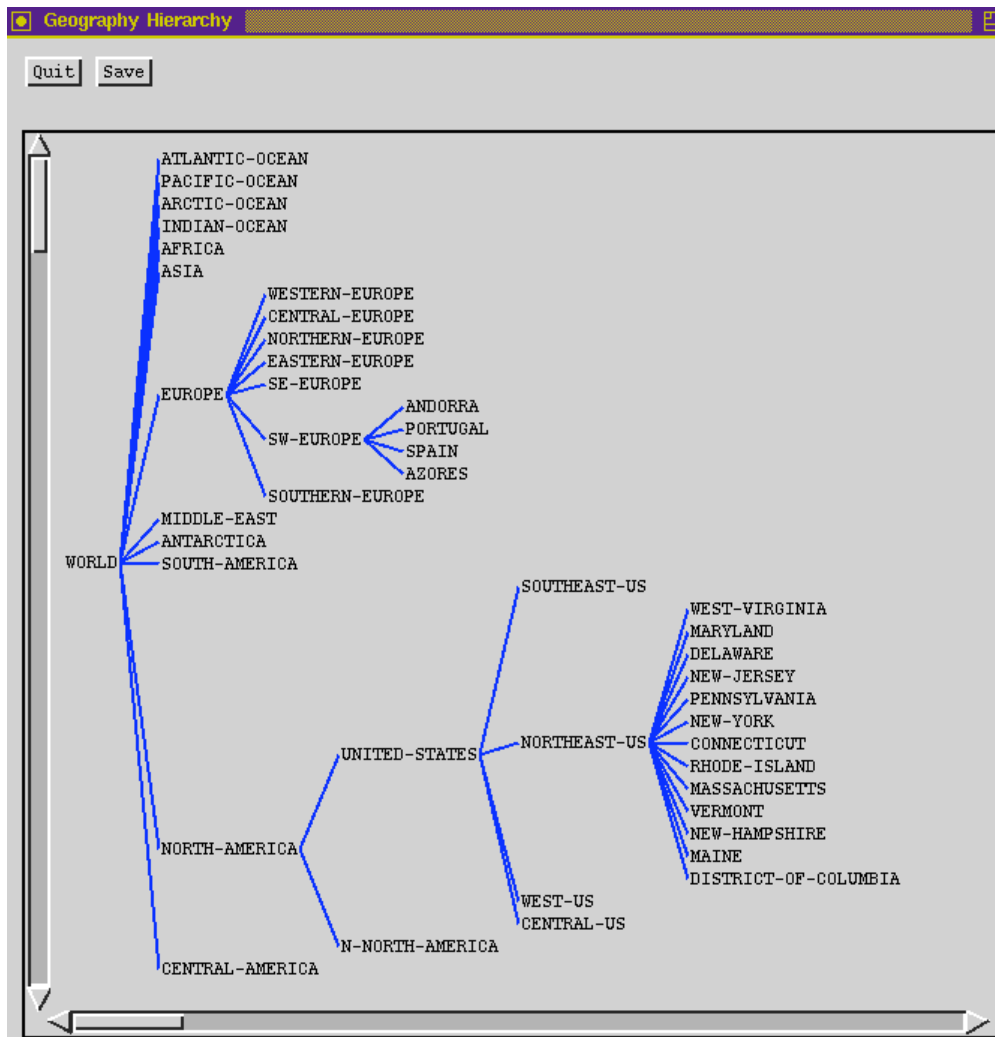 Geography Hierarchy
Quit Save
ATLANTIC-OCEAN
PACIFIC-OCEAN
ARCTIC-OCEAN
INDIAN-OCEAN
AFRICA
ASIA
WESTERN-EUROPE
CENTRAL-EUROPE
NORTHERN-EUROPE
EASTERN-EUROPE
SE-EUROPE
EUROPE
ANDORRA
PORTUGAL
SW-EUROPE
SPAIN
AZORES
SOUTHERN-EUROPE
MIDDLE-EAST
ANTARCTICA
WORLD SOUTH-AMERICA
SOUTHEAST-US
WEST-VIRGINIA
MARYLAND
DELAWARE
NEW-JERSEY
PENNSYLVANIA
NEW-YORK
NORTHEAST-US CONNECTICUT
UNITED-STATES
RHODE-ISLAND
MASSACHUSETTS
VERMONT
NEW-HAMPSHIRE
NORTH-AMERICA
MAINE
DISTRICT-OF-COLUMBIA
WEST-US
CENTRAL-US
N-NORTH-AMERICA
CENTRAL-AMERICA